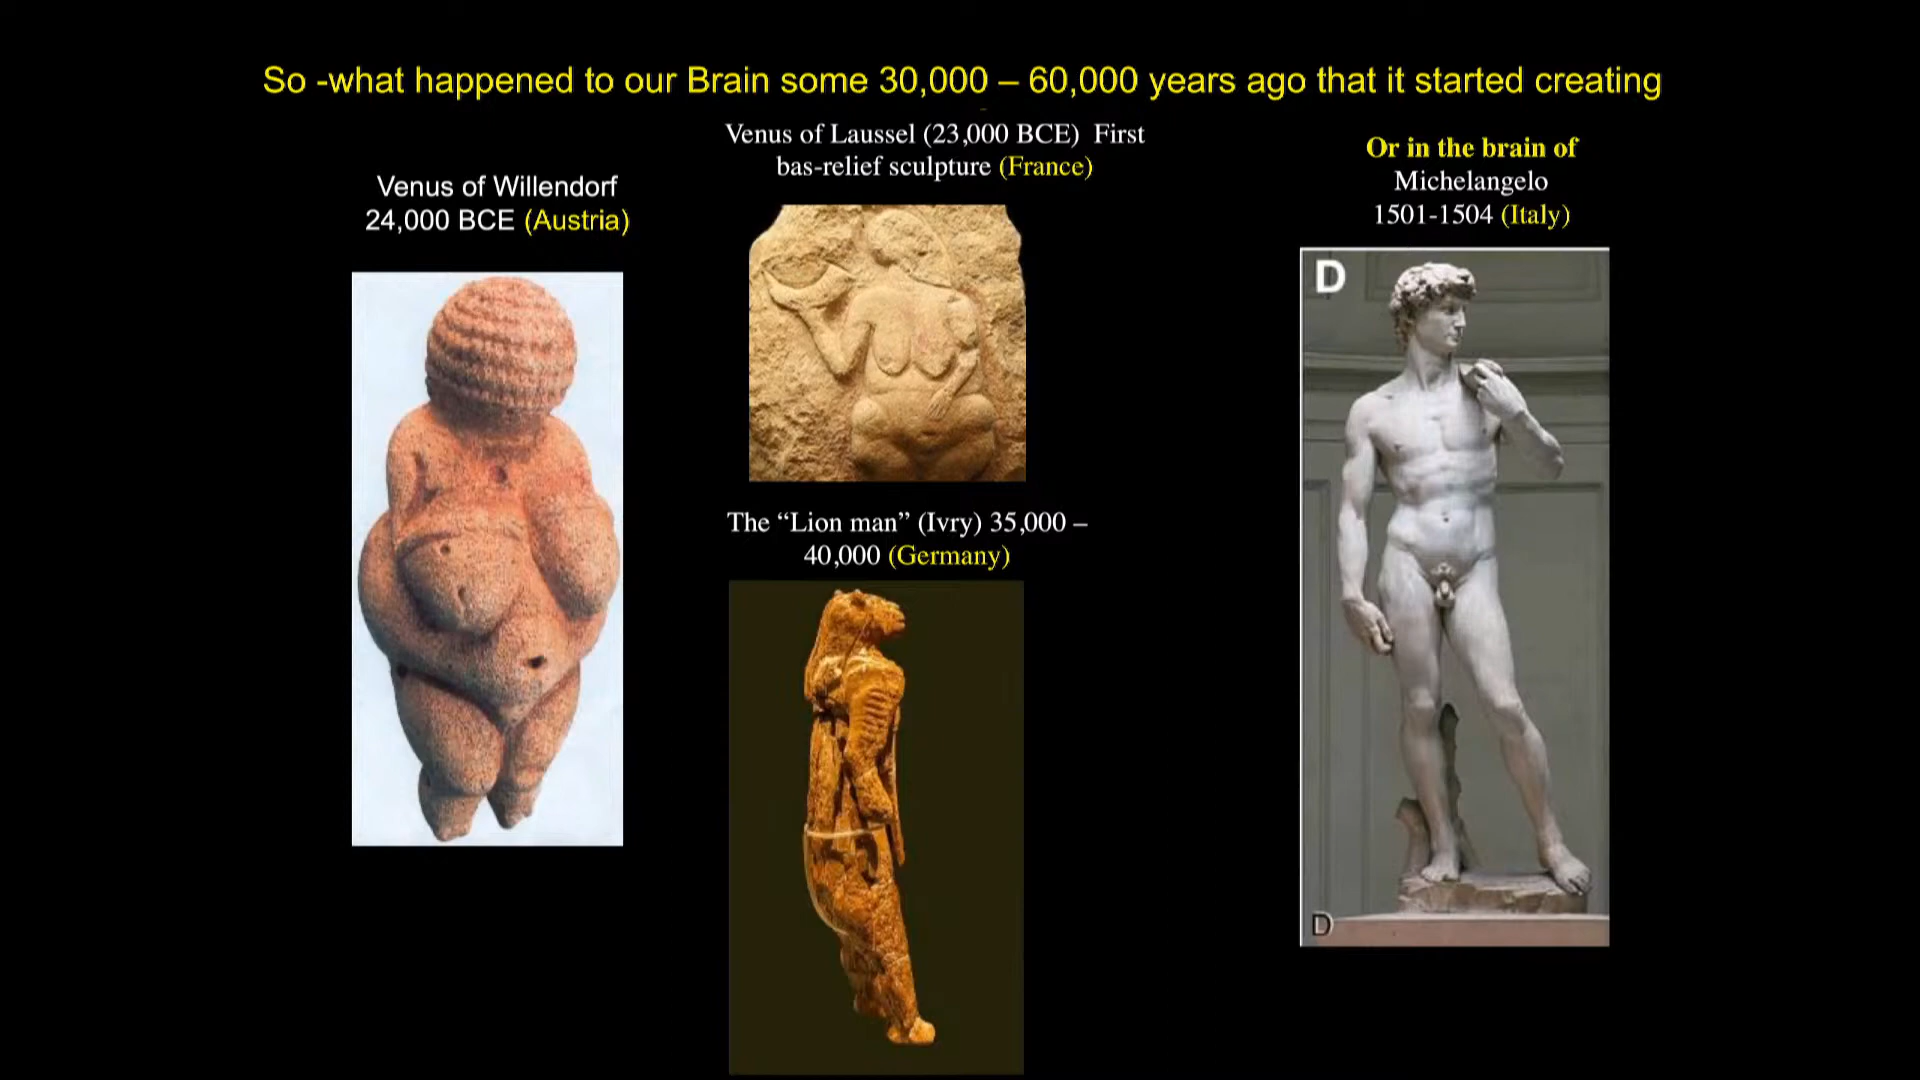 So -what happened to our Brain some 30,000 – 60,000 years ago that it started creating
Venus of Willendorf
24,000 BCE (Austria)
Venus of Laussel (23,000 BCE)  First
bas-relief sculpture (France)
The “Lion man” (Ivry) 35,000 –
40,000 (Germany)
Or in the brain of
Michelangelo
1501-1504 (Italy)
D
D